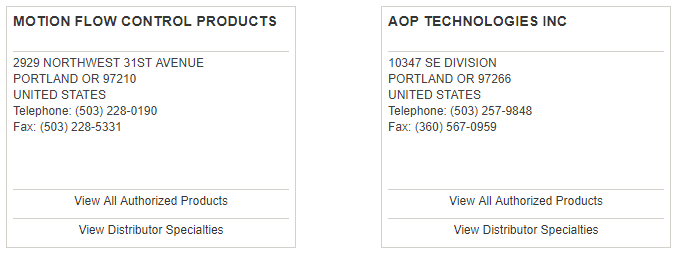 MOTION FLOW CONTROL PRODUCTS
2929 NORTHWEST 31ST AVENUE
PORTLAND OR 97210
UNITED STATES
Telephone: (503) 228-0190
Fax: (503) 228-5331
View All Authorized Products
View Distributor Specialties
AOP TECHNOLOGIES INC
10347 SE DIVISION
PORTLAND OR 97266
UNITED STATES
Telephone: (503) 257-9848
Fax: (360) 567-0959
View All Authorized Products
View Distributor Specialties